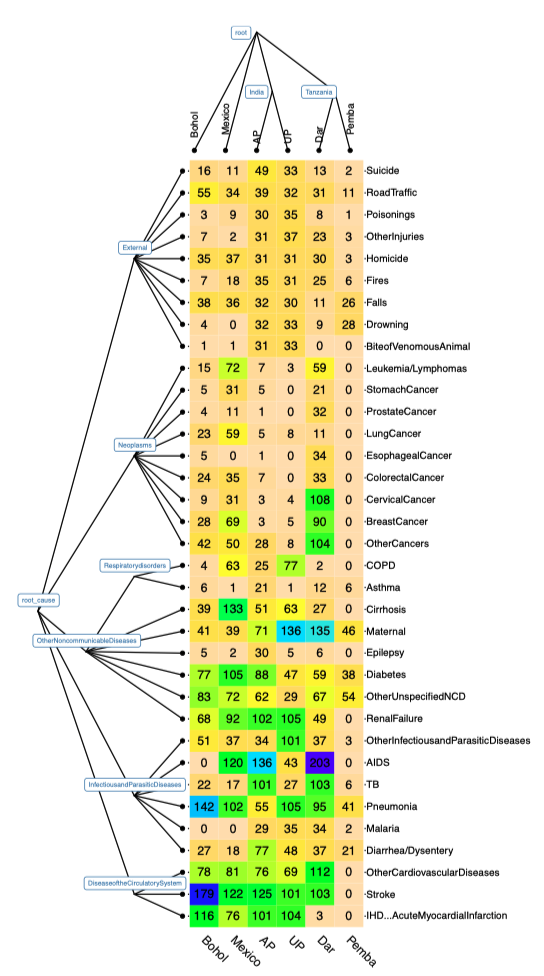 root
India
Tanzania
Bohol Mexico AP UP Dar Pemba
16 11 49 33 13 2 Suicide
55 34 39 32 31 11 RoadTraffic
3 9 30 35 8 1 Poisonings
7 2 31 37 23 3 OtherInjuries
External
35 37 31 31 30 3 Homicide
7 18 35 31 25 6 Fires
38 36 32 30 11 26 Falls
4 0 32 33 9 28 Drowning
1 1 31 33 0 0 BiteofVenomousAnimal
15 72 7 3 59 0 Leukemia/Lymphomas
5 31 5 0 21 0 StomachCancer
4 11 1 0 32 0 ProstateCancer
23 59 5 8 11 0 LungCancer
Neoplasms
5 0 1 0 34 0 EsophagealCancer
24 35 7 0 33 0 ColorectalCancer
9 31 3 4 108 0 CervicalCancer
28 69 3 5 90 0 BreastCancer
42 50 28 8 104 0 OtherCancers
Respiratorydisorders
4 63 25 77 2 0 COPD
6 1 21 1 12 6 Asthma
root_cause
39 133 51 63 27 0 Cirrhosis
41 39 71 136 135 46 Maternal
OtherNoncommunicableDiseases
5 2 30 5 6 0 Epilepsy
77 105 88 47 59 38 Diabetes
83 72 62 29 67 54 OtherUnspecifiedNCD
68 92 102 105 49 0 RenalFailure
51 37 34 101 37 3 OtherInfectiousandParasiticDiseases
0 120 136 43 203 0 AIDS
InfectiousandParasiticDiseases
22 17 101 27 103 6 TB
142 102 55 105 95 41 Pneumonia
0 0 29 35 34 2 Malaria
27 18 77 48 37 21 Diarrhea/Dysentery
78 81 76 69 112 0 OtherCardiovascularDiseases
DiseaseoftheCirculatorySystem
179 122 125 101 103 0 Stroke
116 76 101 104 3 0 IHD...AcuteMyocardialInfarction
Bohol Mexico AP UP Dar Pemba